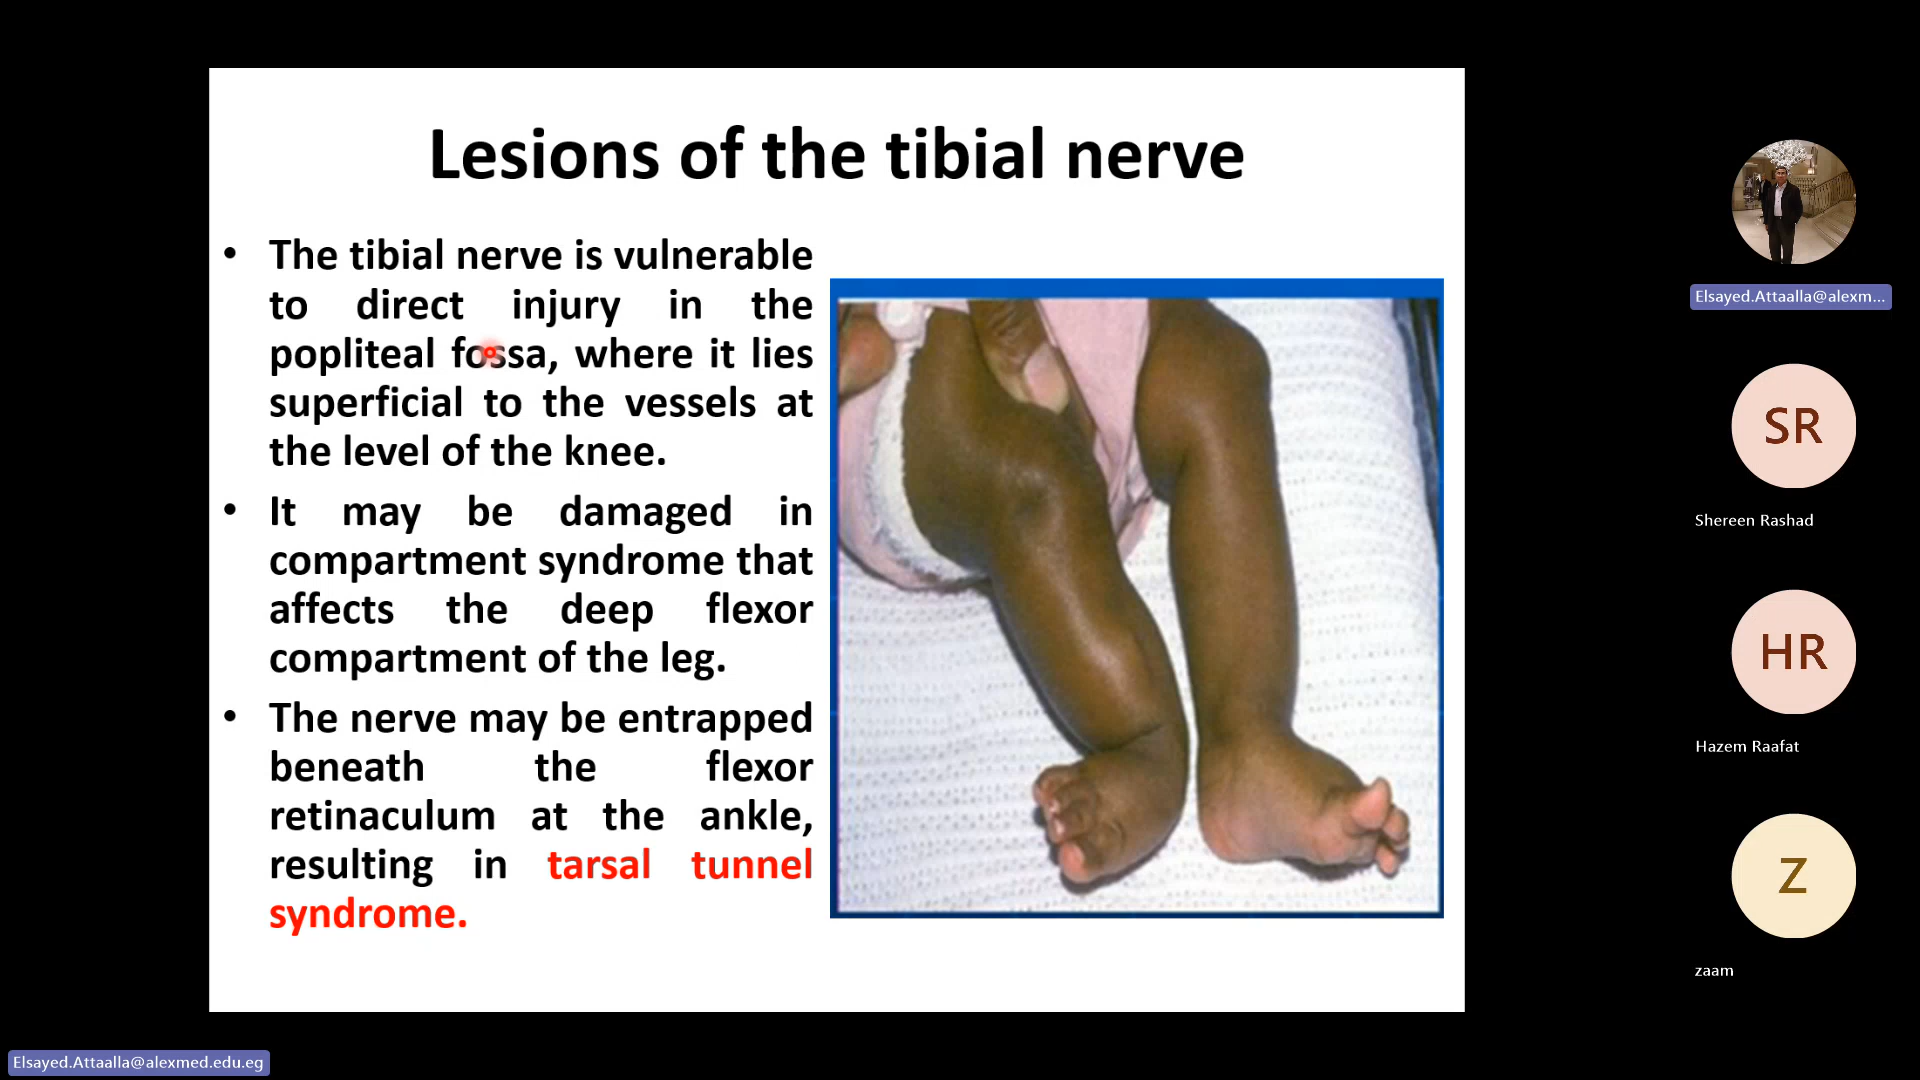 Lesions of the tibial nerve
• The tibial nerve is vulnerable
to direct injury in the
popliteal fossa, where it lies
superficial to the vessels at
the level of the knee.
• It may be damaged in
compartment syndrome that
affects the deep flexor
compartment of the leg.
• The nerve may be entrapped
beneath the flexor
retinaculum at the ankle,
resulting in tarsal tunnel
syndrome.
Elsayed.Attaalla@alexm...
SR
Shereen Rashad
HR
Hazem Raafat
Z
zaam
Elsayed.Attaalla@alexmed.edu.eg